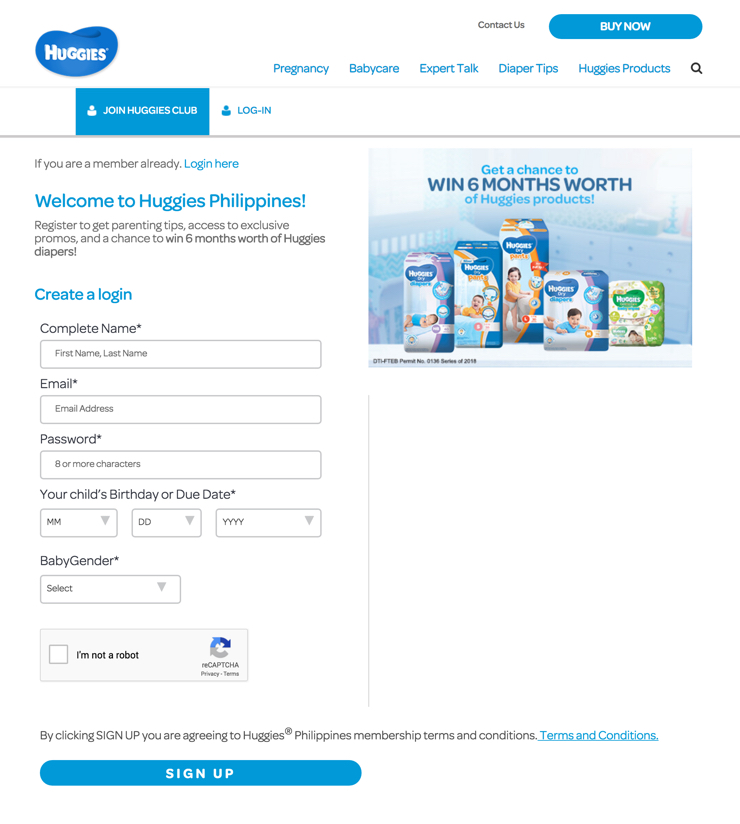 HUGGIES®
Contact Us
BUY NOW
Pregnancy
Babycare
Expert Talk
Diaper Tips
Huggies Products
JOIN HUGGIES CLUB
LOG-IN
If you are a member already. Login here
Welcome to Huggies Philippines!
Register to get parenting tips, access to exclusive
promos, and a chance to win 6 months worth of Huggies
diapers!
Create a login
Complete Name*
First Name, Last Name
Email*
Email Address
Password*
8 or more characters
Your child's Birthday or Due Date*
MM
DD
YYYY
BabyGender*
Select
I'm not a robot
reCAPTCHA
Privacy - Terms
Get a chance to
WIN 6 MONTHS WORTH
of Huggies products!
HUGGIES
Dry
diapers
HUGGIES
Dry
pants
HUGGIES
Dry
pants
HUGGIES
Dry
diapers
HUGGIES
DTI-FTEB Permit No. 0136 Series of 2018
By clicking SIGN UP you are agreeing to Huggies® Philippines membership terms and conditions. Terms and Conditions.
SIGN UP